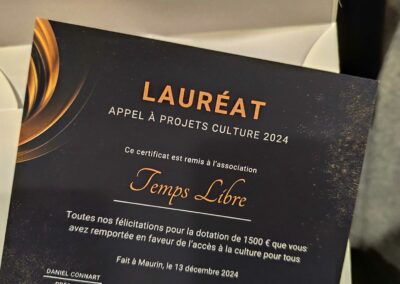 LAURÉAT
APPEL À PROJETS CULTURE 2024
Ce certificat est remis à l'association
Temps Libre
Toutes nos félicitations pour la dotation de 1500 € que vous
avez remportée en faveur de l'accès à la culture pour tous
Fait à Maurin, le 13 décembre 2024
DANIEL CONNART